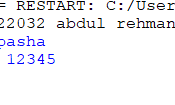 = RESTART: C:/User
22032 abdul rehman
pasha
12345